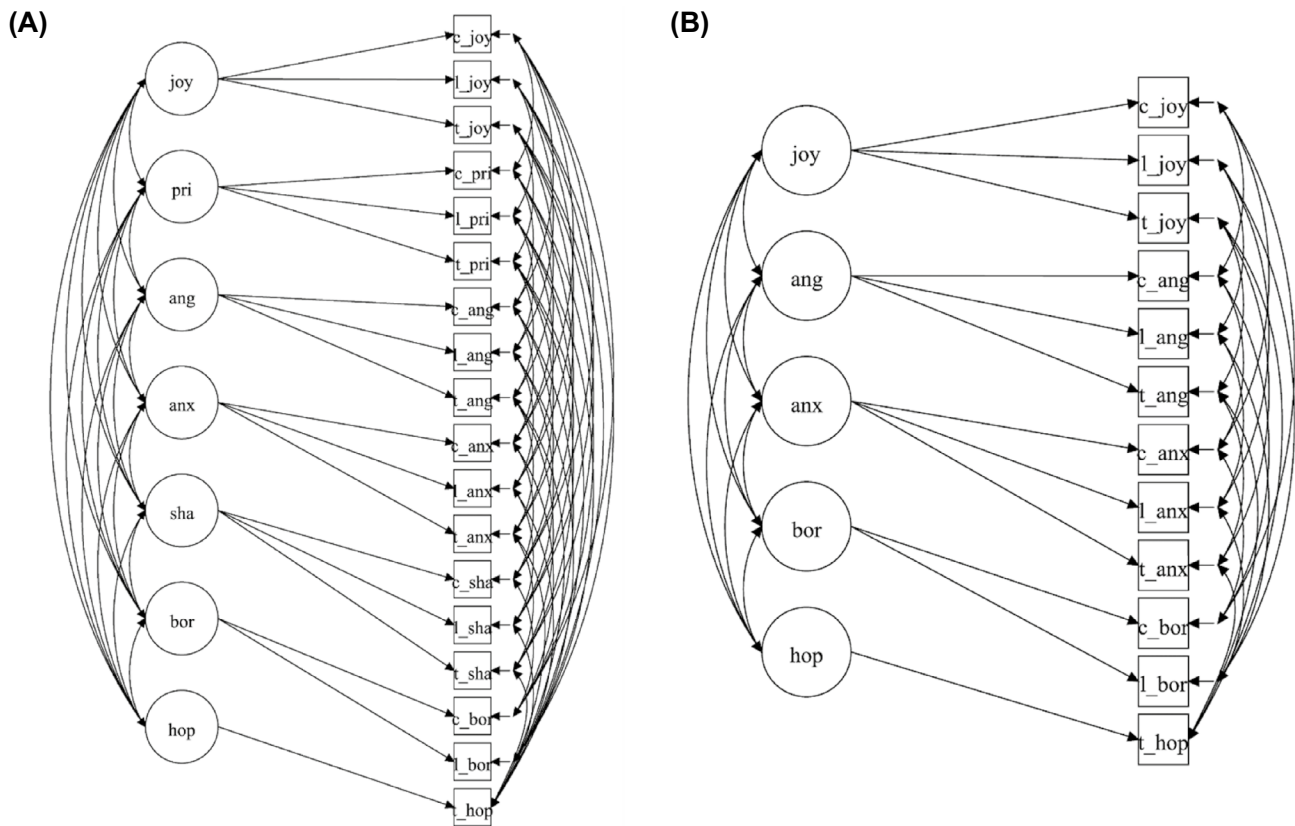 (A)
joy
pri
ang
anx
sha
bor
hop
c_joy
l_joy
t_joy
c_pri
l_pri
t_pri
c_ang
l_ang
t_ang
c_anx
l_anx
t_anx
c_sha
l_sha
t_sha
c_bor
l_bor
t_hop
(B)
joy
ang
anx
bor
hop
c_joy
l_joy
t_joy
c_ang
l_ang
t_ang
c_anx
l_anx
t_anx
c_bor
l_bor
t_hop